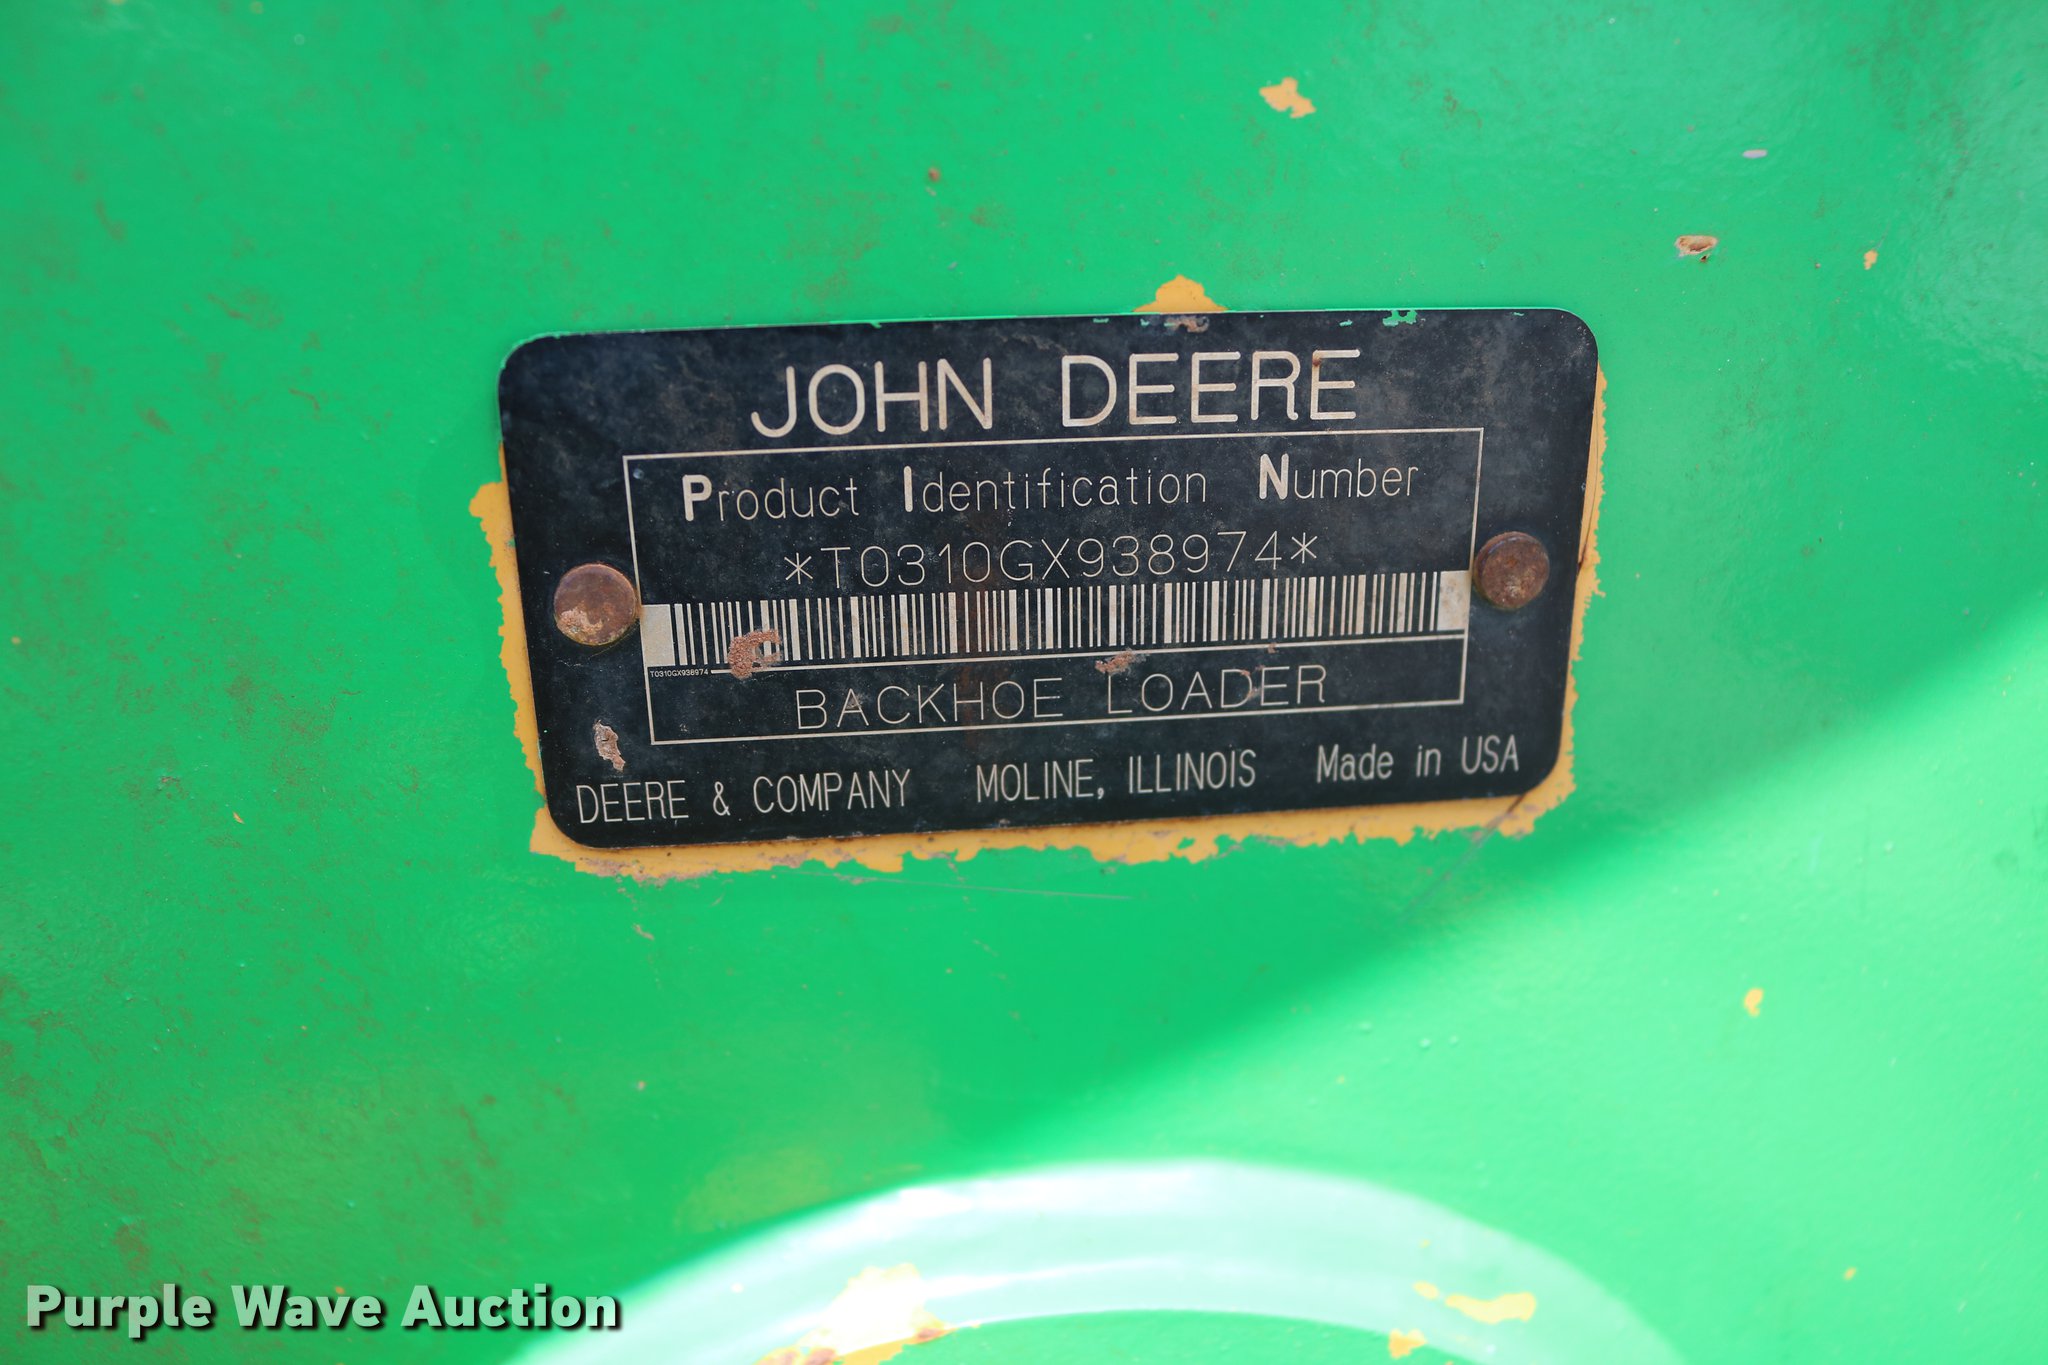 JOHN DEERE
Product Identification Number
*T0310GX938974*
T0310GX938974
BACKHOE LOADER
DEERE & COMPANY MOLINE, ILLINOIS Made in USA
Purple Wave Auction